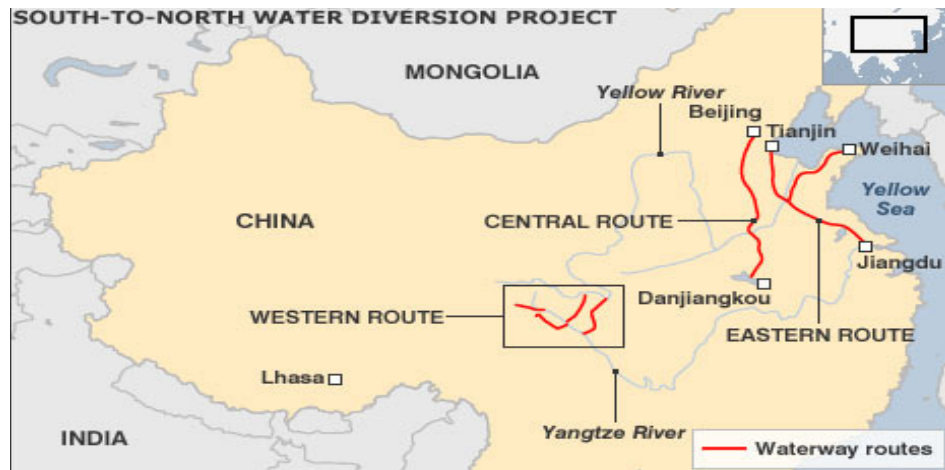 SOUTH-TO-NORTH WATER DIVERSION PROJECT
MONGOLIA
Yellow River
Beijing
Tianjin
Weihai
Yellow
Sea
CHINA
CENTRAL ROUTE
Jiangdu
Danjiangkou
WESTERN ROUTE
EASTERN ROUTE
Lhasa
Yangtze River
INDIA
Waterway routes